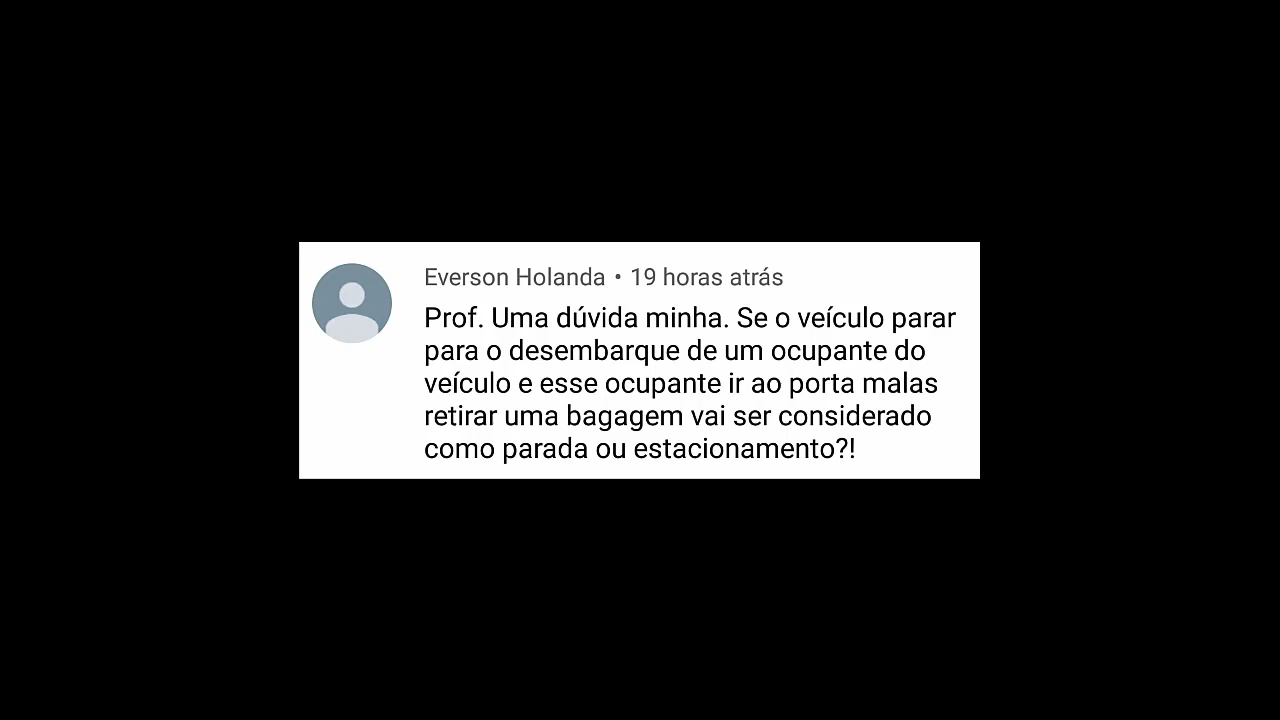 Everson Holanda • 19 horas atrás
Prof. Uma dúvida minha. Se o veículo parar
para o desembarque de um ocupante do
veículo e esse ocupante ir ao porta malas
retirar uma bagagem vai ser considerado
como parada ou estacionamento?!